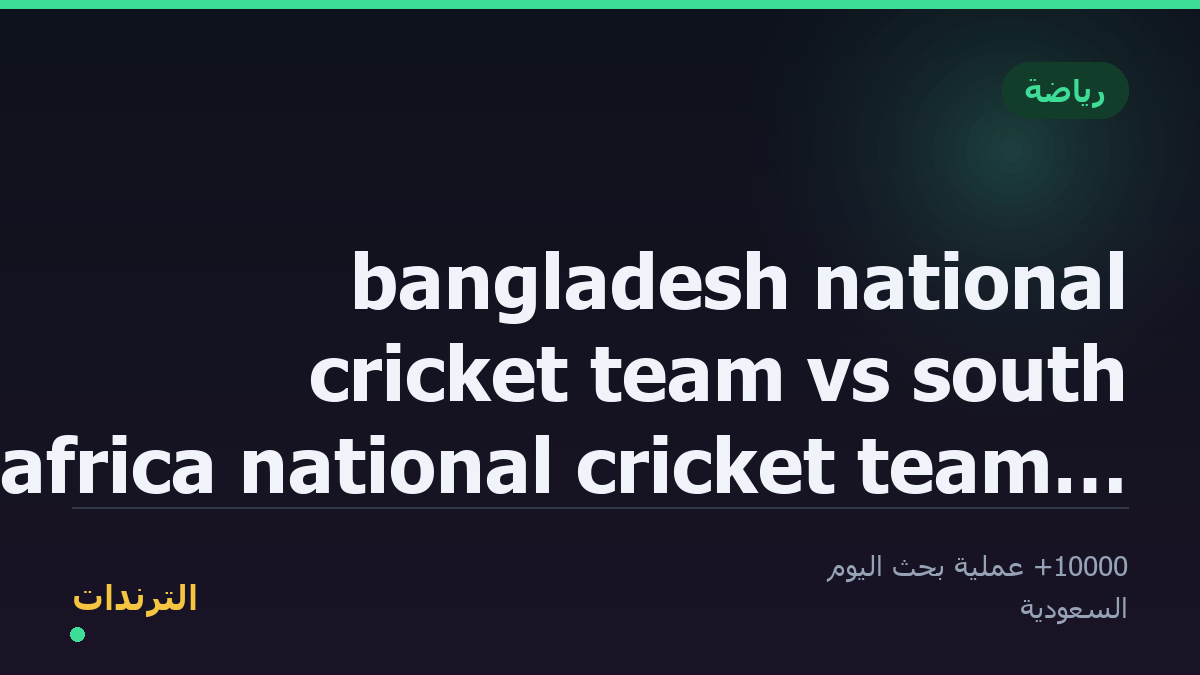 رياضة
bangladesh national
cricket team vs south
africa national cricket team...
10000+ عملية بحث اليوم
السعودية
الترندات